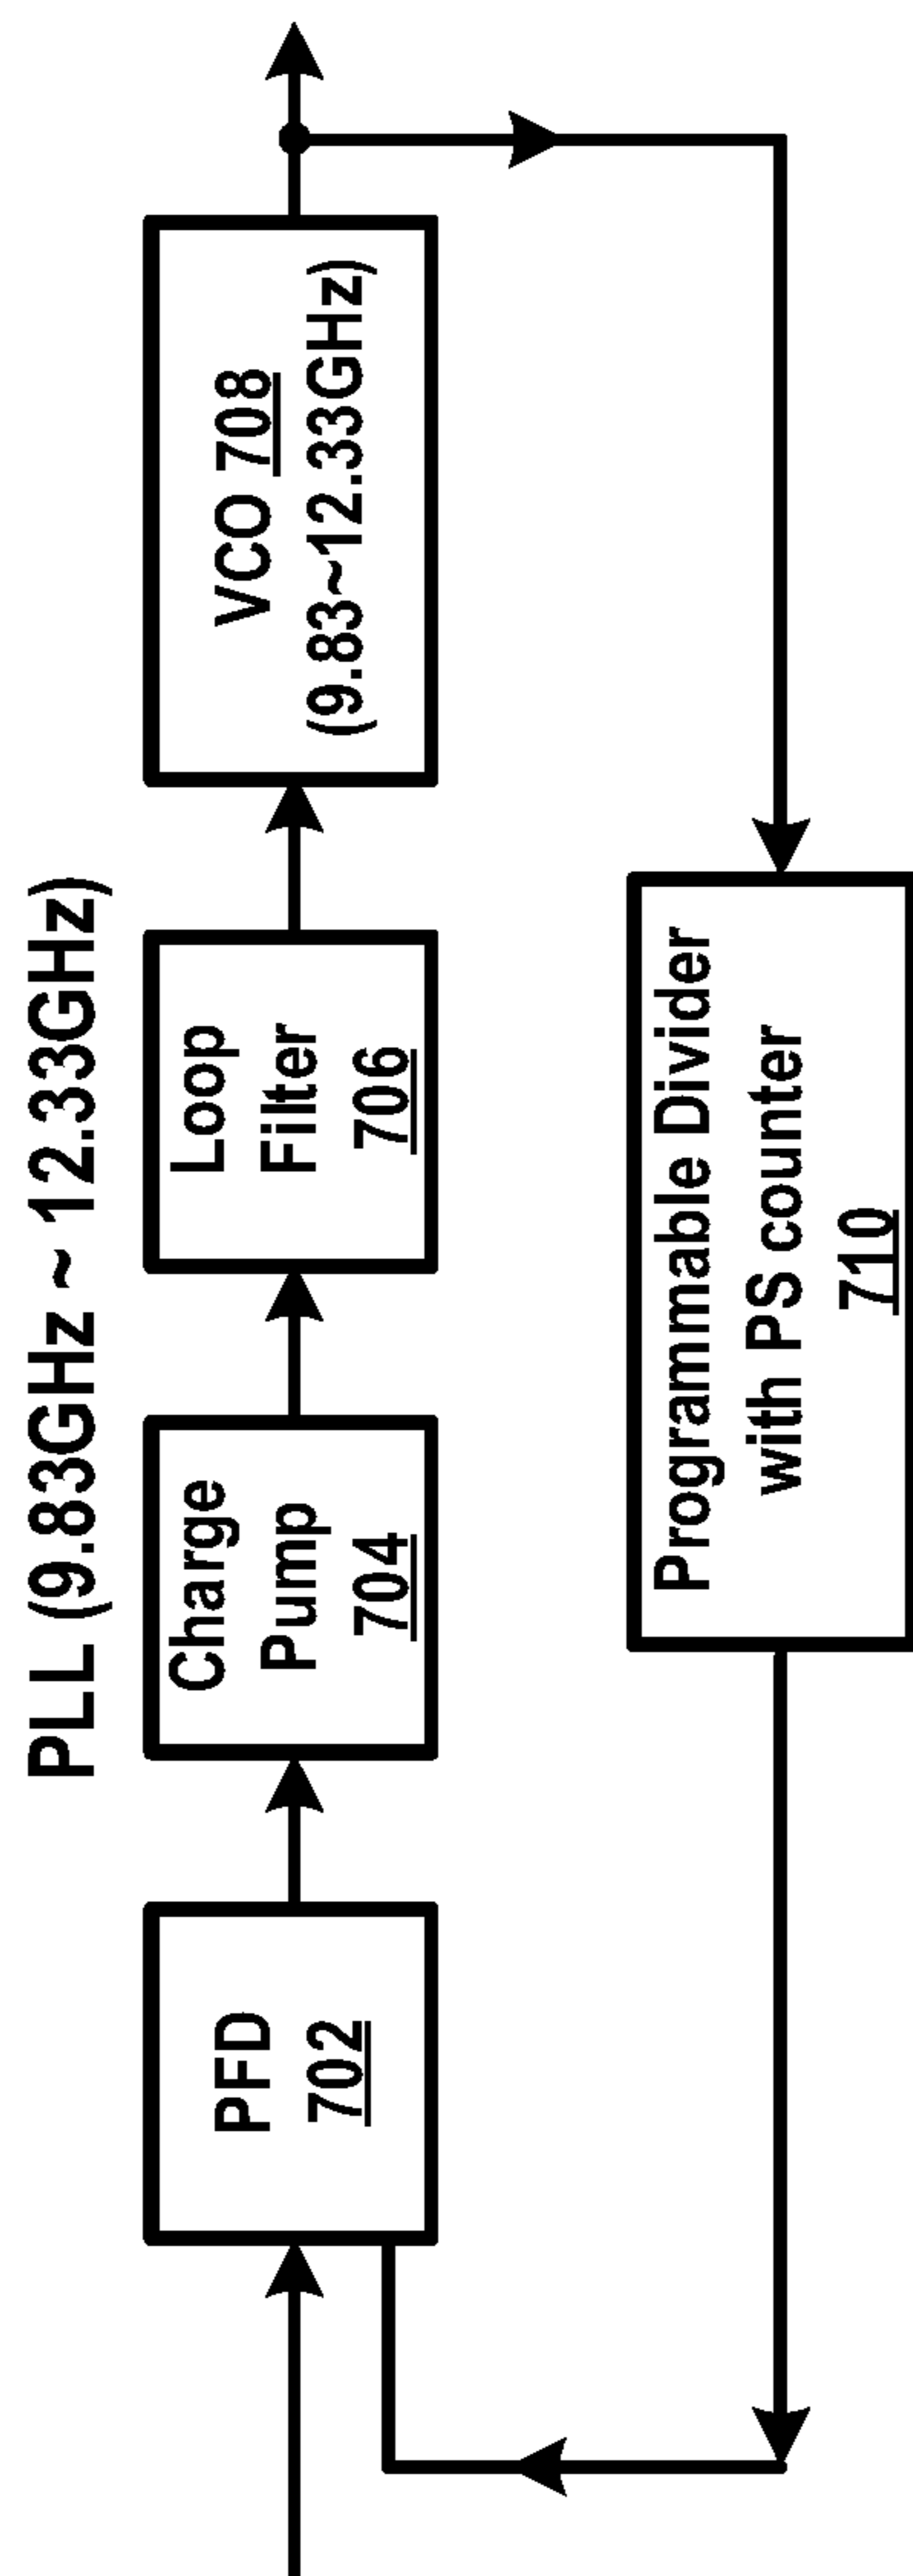 PLL (9.83GHz ~ 12.33GHz)
PFD
702
Charge
Pump
704
Loop
Filter
706
VCO 708
(9.83~12.33GHz)
Programmable Divider
with PS counter
710